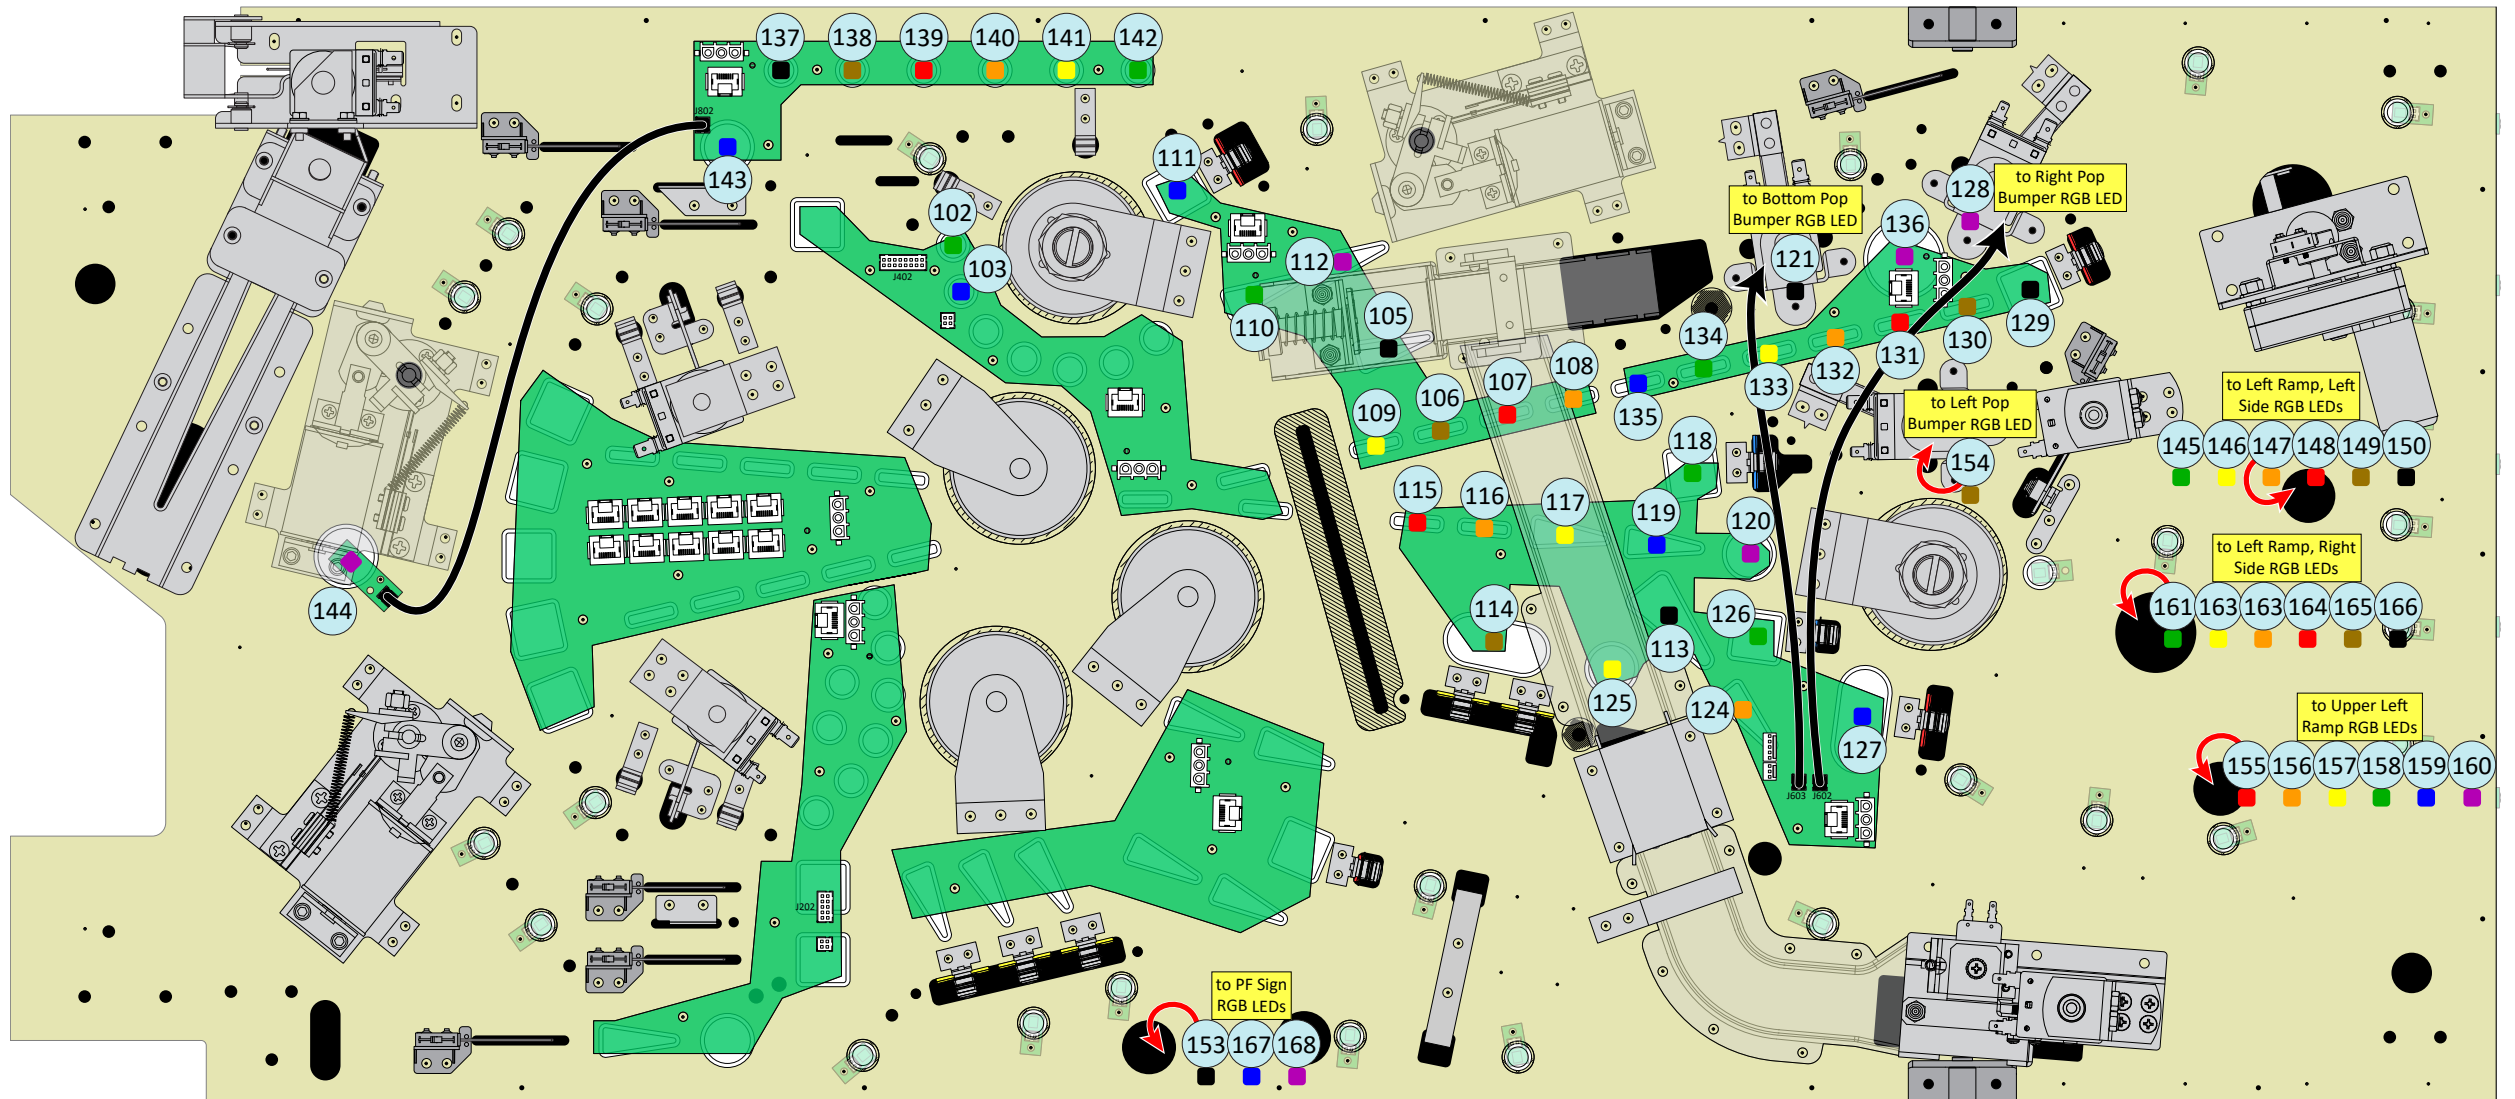 137 138 139 140 141 142
J802
143
111
102
103
J402
112
110
105
to Bottom Pop
Bumper RGB LED
128
to Right Pop
Bumper RGB LED
136
121
134
129
130
131
132
133
135
108
107
106
109
to Left Pop
Bumper RGB LED
154
to Left Ramp, Left
Side RGB LEDs
145 146 147 148 149 150
118
115 116 117 119 120
144
114
126
113
125
124
127
J603 J602
to Left Ramp, Right
Side RGB LEDs
161 163 163 164 165 166
to Upper Left
Ramp RGB LEDs
155 156 157 158 159 160
J202
to PF Sign
RGB LEDs
153 167 168